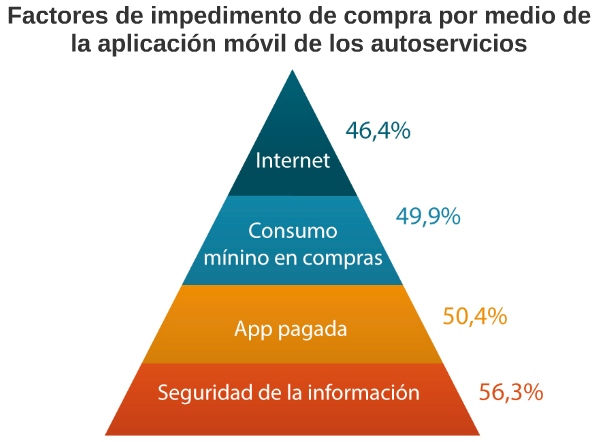 Factores de impedimento de compra por medio de
la aplicación móvil de los autoservicios
46,4%
Internet
49,9%
Consumo
mínino en compras
50,4%
App pagada
Seguridad de la información
56,3%